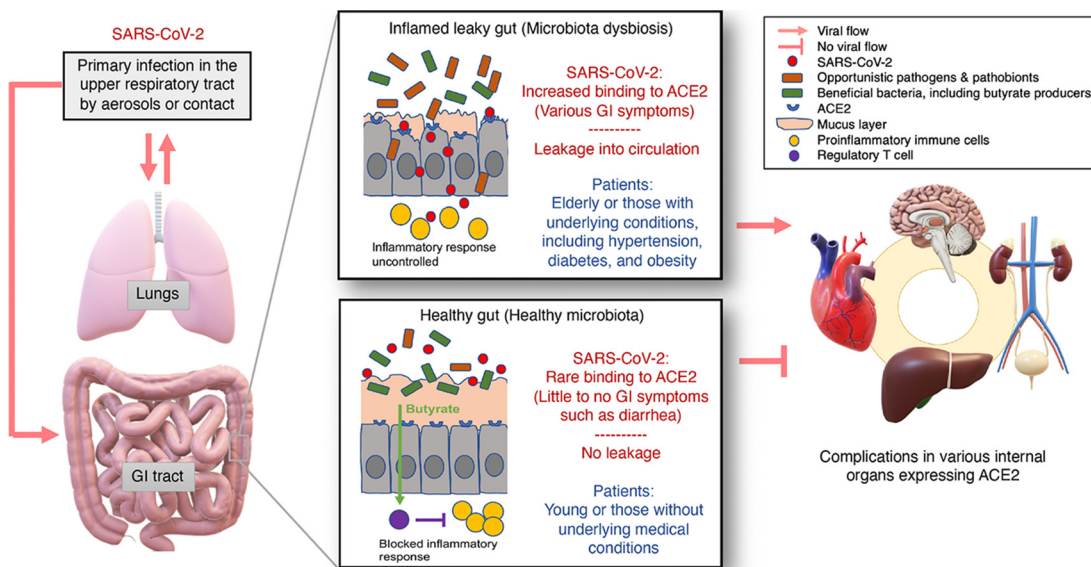 SARS-CoV-2
Primary infection in the
upper respiratory tract
by aerosols or contact
Lungs
GI tract
Inflamed leaky gut (Microbiota dysbiosis)
SARS-CoV-2:
Increased binding to ACE2
(Various GI symptoms)
----------
Leakage into circulation
Patients:
Elderly or those with
underlying conditions,
including hypertension,
diabetes, and obesity
Inflammatory response
uncontrolled
Healthy gut (Healthy microbiota)
SARS-CoV-2:
Rare binding to ACE2
(Little to no GI symptoms
such as diarrhea)
----------
No leakage
Patients:
Young or those without
underlying medical
conditions
Butyrate
Blocked inflammatory
response
Viral flow
No viral flow
SARS-CoV-2
Opportunistic pathogens & pathobionts
Beneficial bacteria, including butyrate producers
ACE2
Mucus layer
Proinflammatory immune cells
Regulatory T cell
Complications in various internal
organs expressing ACE2